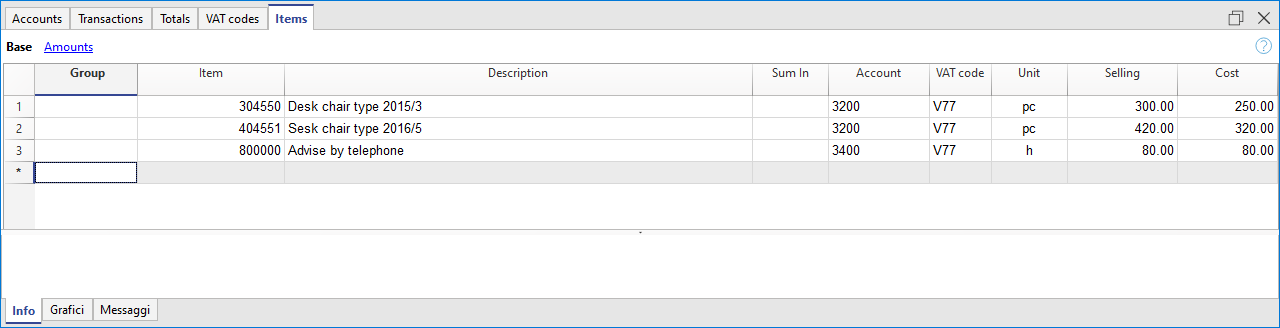 Accounts Transactions Totals VAT codes Items
Base Amounts ?
Group Item Description Sum In Account VAT code Unit Selling Cost
1 304550 Desk chair type 2015/3 3200 V77 pc 300.00 250.00
2 404551 Sesk chair type 2016/5 3200 V77 pc 420.00 320.00
3 800000 Advise by telephone 3400 V77 h 80.00 80.00
*
Info Grafici Messaggi